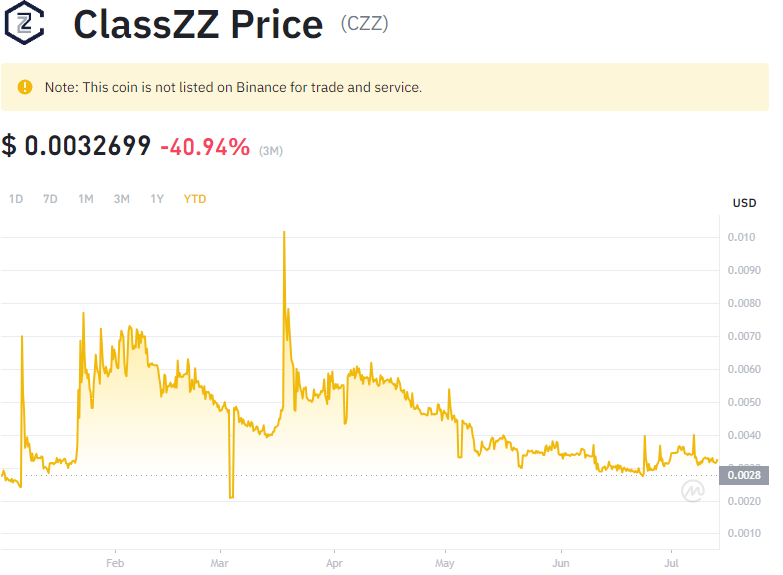 ClassZZ Price (CZZ)
Note: This coin is not listed on Binance for trade and service.
$ 0.0032699 -40.94% (3M)
1D 7D 1M 3M 1Y YTD
USD
0.010
0.0090
0.0080
0.0070
0.0060
0.0050
0.0040
0.0028
0.0020
0.0010
Feb Mar Apr May Jun Jul